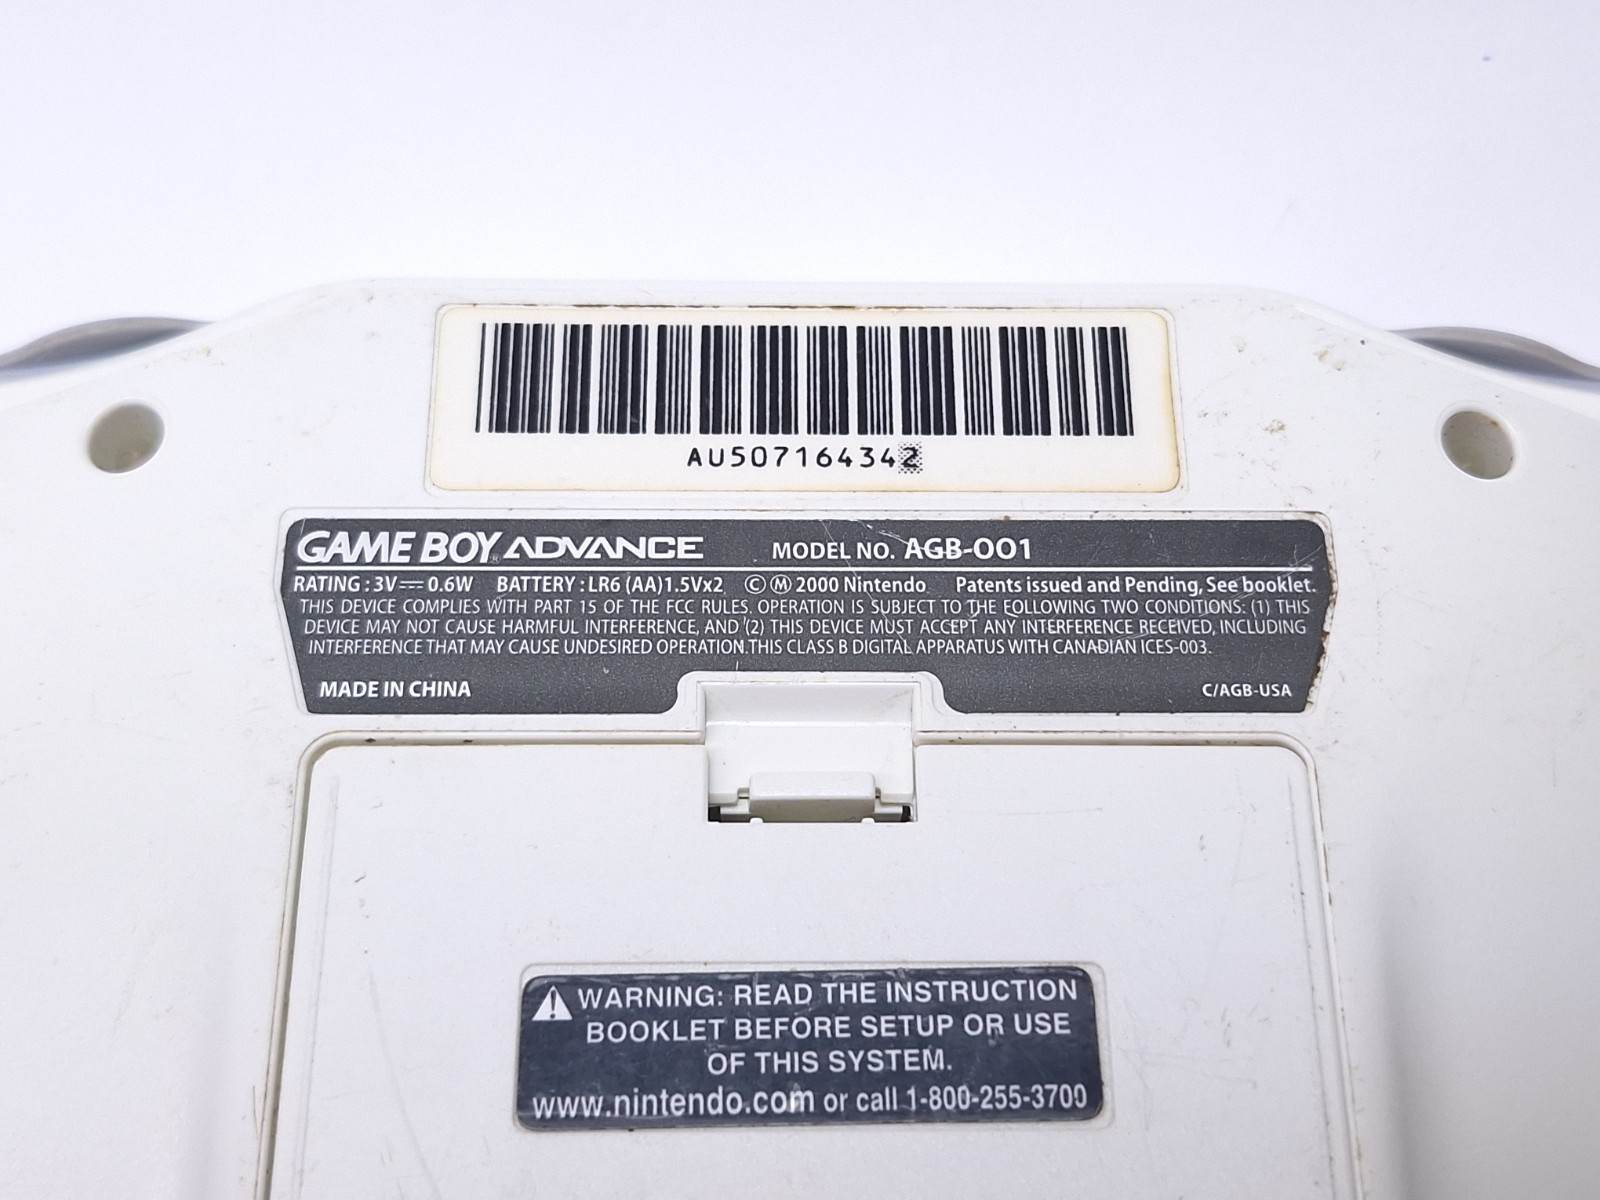 AU507164342
GAME BOY ADVANCE MODEL NO. AGB-001
RATING : 3V⎓ 0.6W BATTERY : LR6 (AA)1.5Vx2 © Ⓜ 2000 Nintendo Patents issued and Pending, See booklet.
THIS DEVICE COMPLIES WITH PART 15 OF THE FCC RULES. OPERATION IS SUBJECT TO THE FOLLOWING TWO CONDITIONS: (1) THIS
DEVICE MAY NOT CAUSE HARMFUL INTERFERENCE, AND (2) THIS DEVICE MUST ACCEPT ANY INTERFERENCE RECEIVED, INCLUDING
INTERFERENCE THAT MAY CAUSE UNDESIRED OPERATION.THIS CLASS B DIGITAL APPARATUS WITH CANADIAN ICES-003.
MADE IN CHINA C/AGB-USA
WARNING: READ THE INSTRUCTION
BOOKLET BEFORE SETUP OR USE
OF THIS SYSTEM.
www.nintendo.com or call 1-800-255-3700